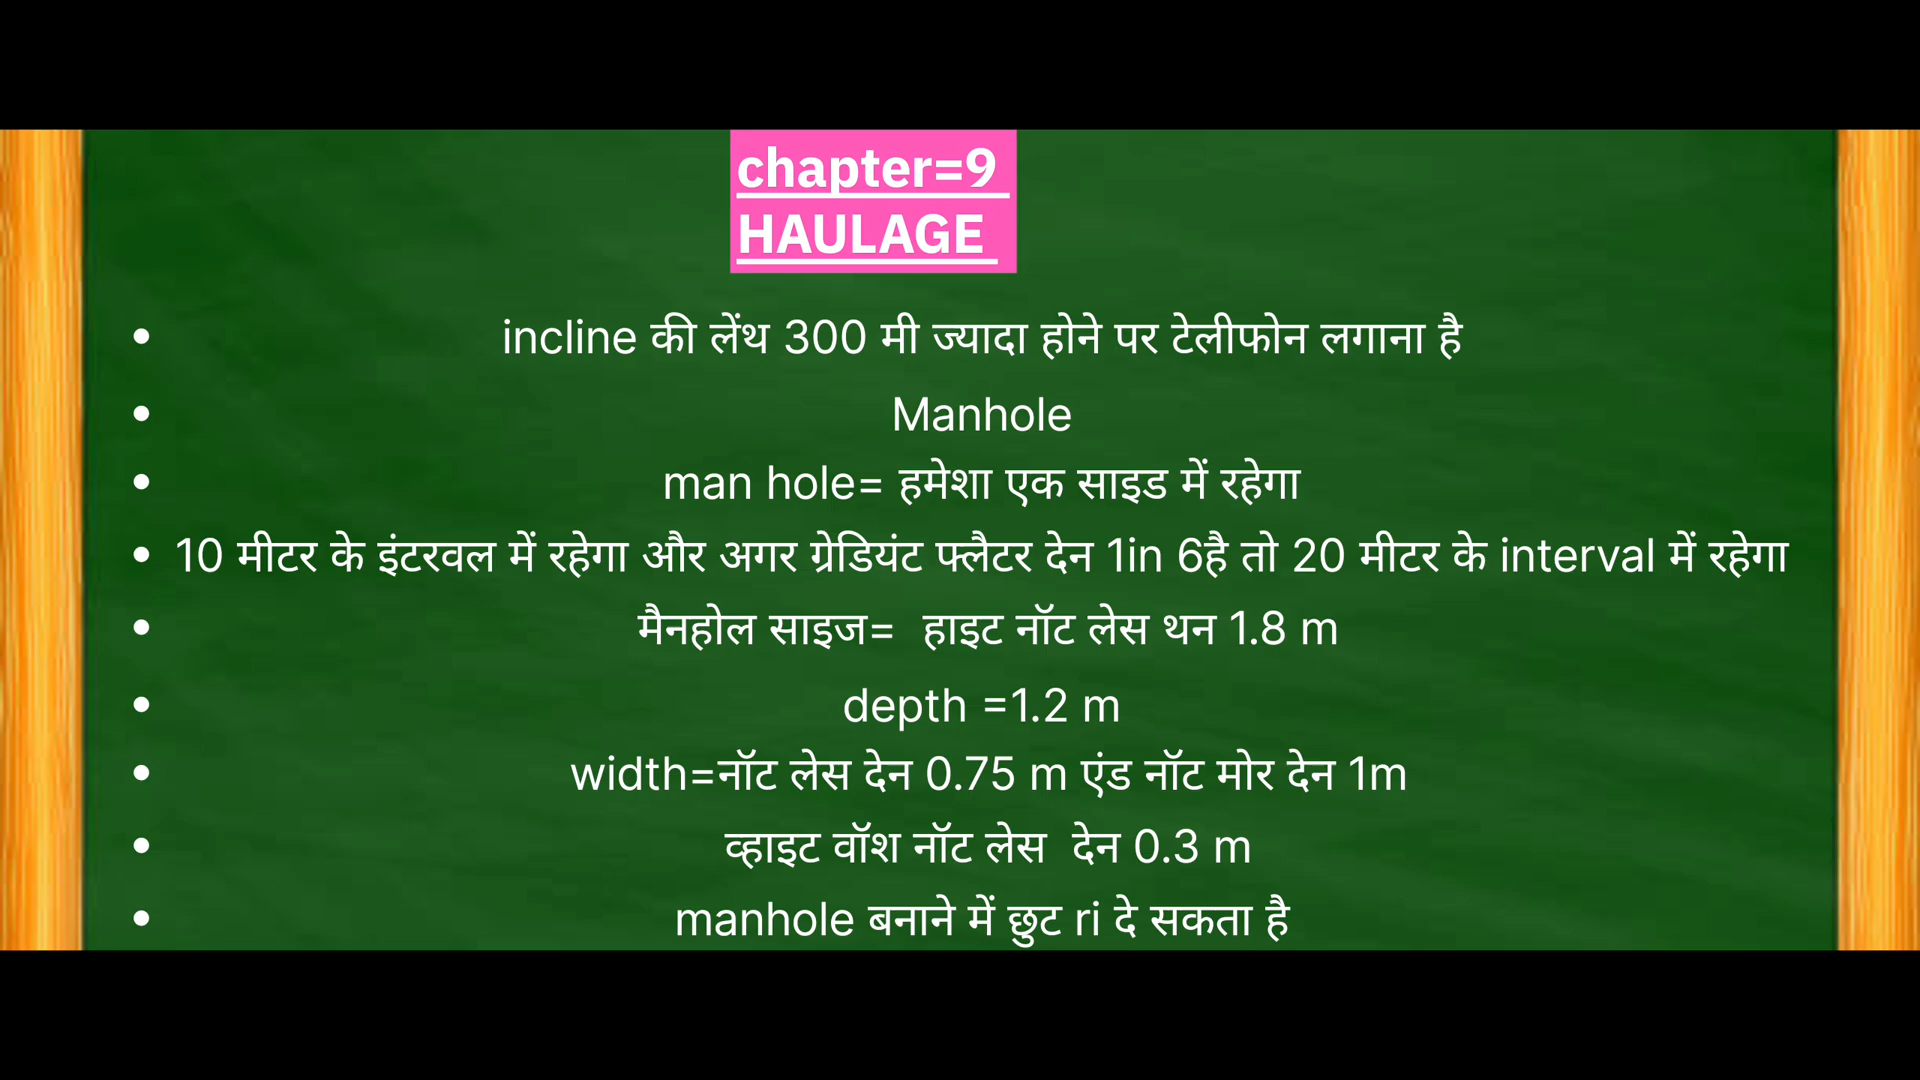 chapter=9
HAULAGE
• incline की लेंथ 300 मी ज्यादा होने पर टेलीफोन लगाना है
• Manhole
• man hole= हमेशा एक साइड में रहेगा
• 10 मीटर के इंटरवल में रहेगा और अगर ग्रेडियंट फ्लैटर देन 1in 6है तो 20 मीटर के interval में रहेगा
• मैनहोल साइज= हाइट नॉट लेस थन 1.8 m
• depth =1.2 m
• width=नॉट लेस देन 0.75 m एंड नॉट मोर देन 1m
• व्हाइट वॉश नॉट लेस देन 0.3 m
• manhole बनाने में छुट ri दे सकता है